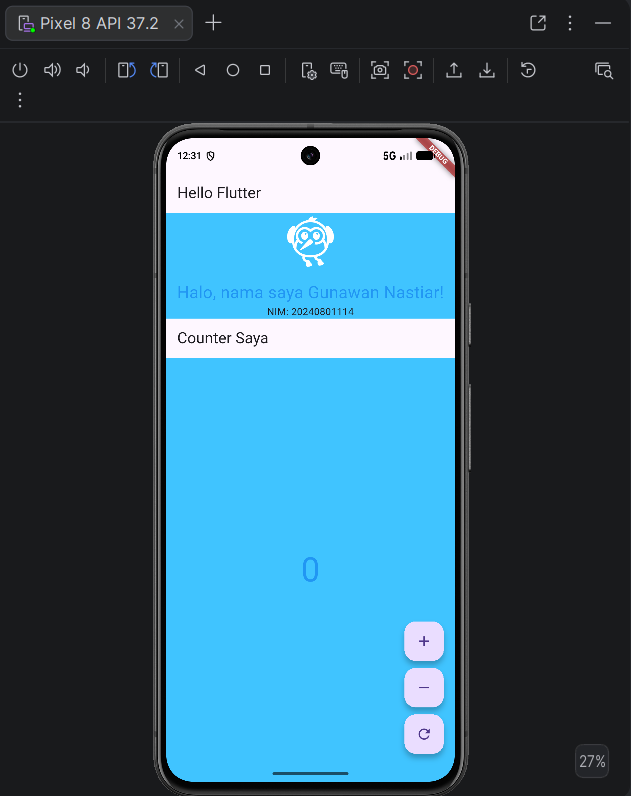 Pixel 8 API 37.2
12:31
5G
DEBUG
Hello Flutter
Halo, nama saya Gunawan Nastiar!
NIM: 20240801114
Counter Saya
0
27%